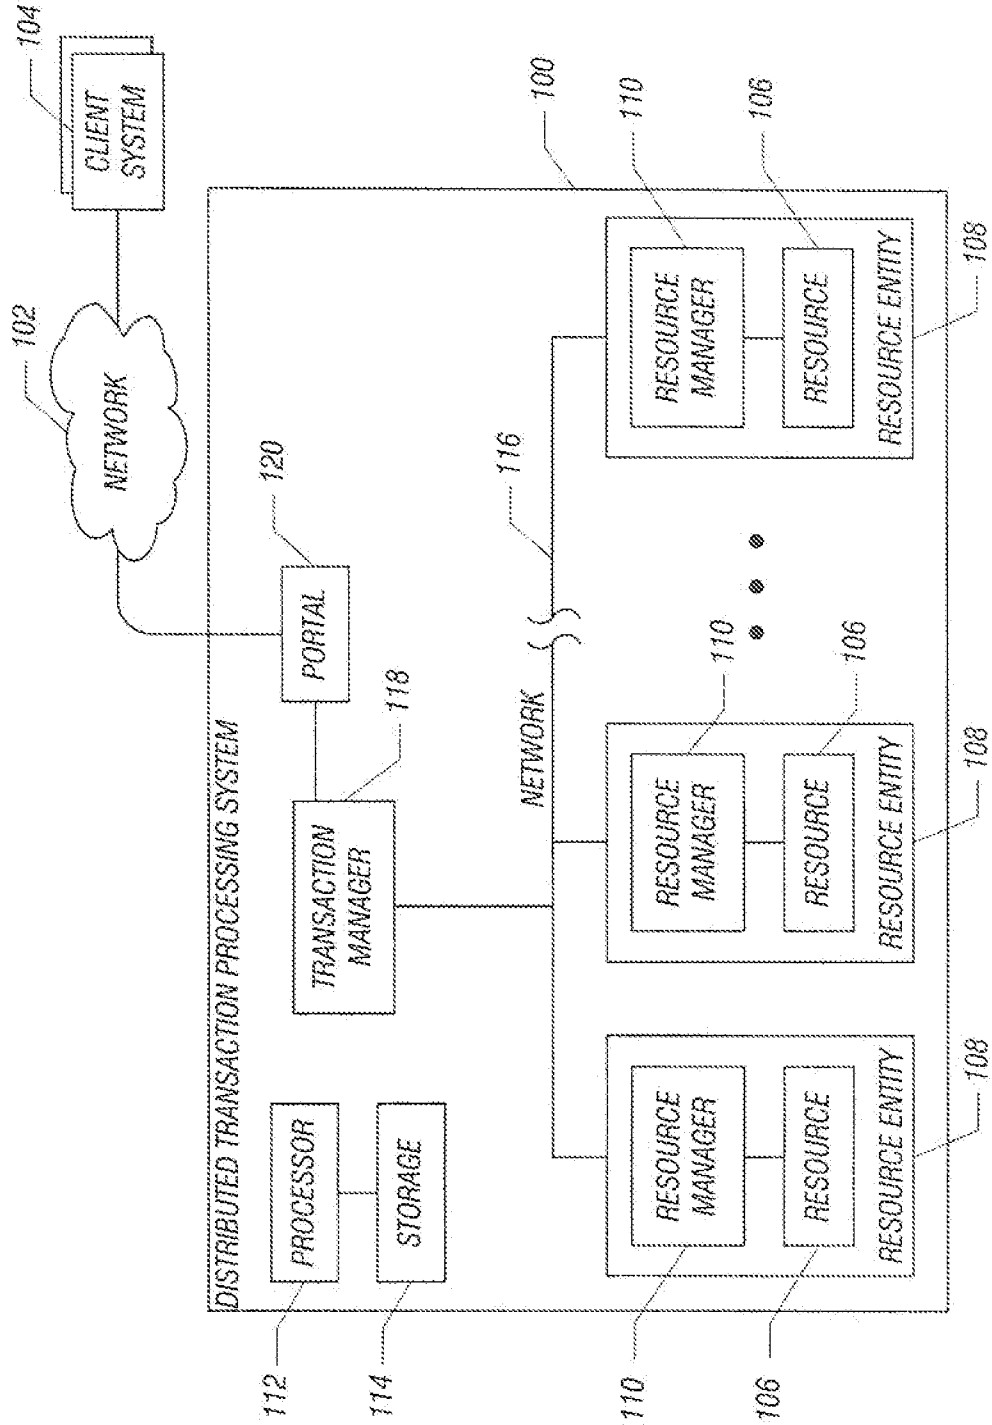 104
CLIENT
SYSTEM
102
NETWORK
100
DISTRIBUTED TRANSACTION PROCESSING SYSTEM
112
PROCESSOR
114
STORAGE
TRANSACTION
MANAGER
118
PORTAL
120
NETWORK
116
110
RESOURCE
MANAGER
106
RESOURCE
RESOURCE ENTITY
108
RESOURCE
MANAGER
110
RESOURCE
106
RESOURCE ENTITY
108
RESOURCE
MANAGER
110
RESOURCE
106
RESOURCE ENTITY
108